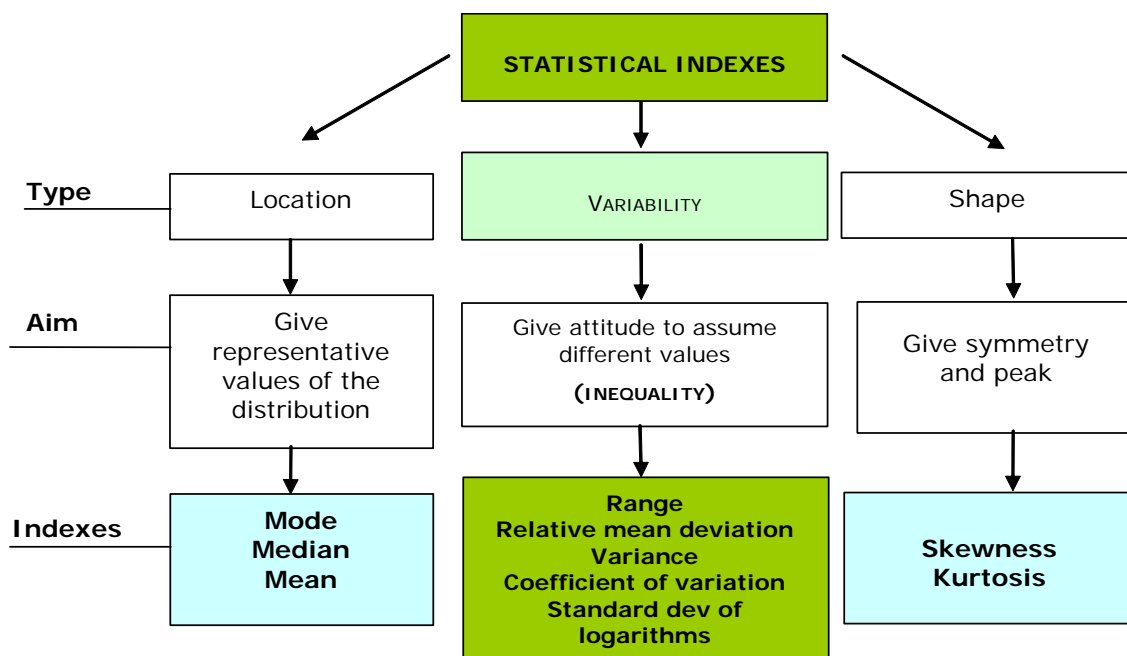 STATISTICAL INDEXES
Type
Location
VARIABILITY
Shape
Aim
Give
representative
values of the
distribution
Give attitude to assume
different values
(INEQUALITY)
Give symmetry
and peak
Indexes
Mode
Median
Mean
Range
Relative mean deviation
Variance
Coefficient of variation
Standard dev of
logarithms
Skewness
Kurtosis